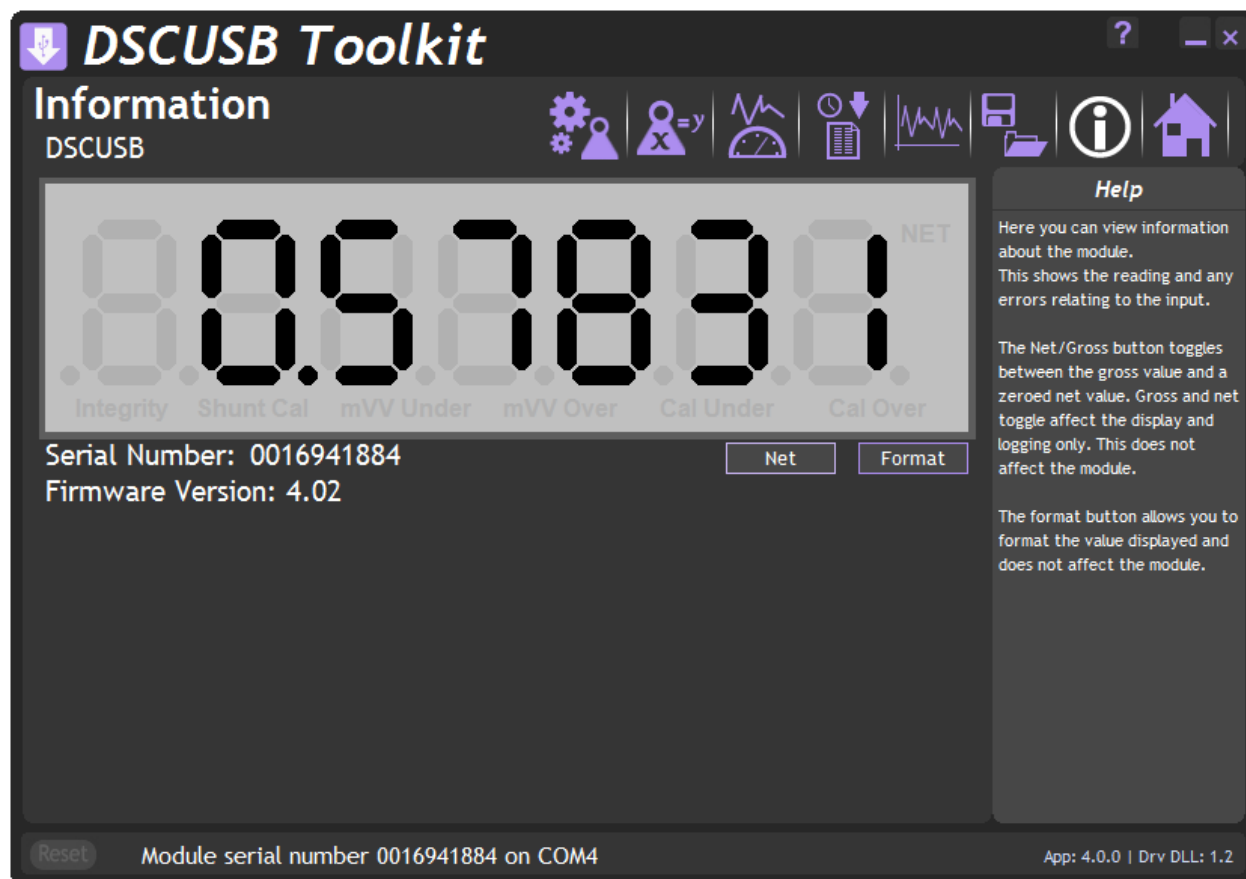 DSCUSB Toolkit
?
Information
DSCUSB
x
=y
NET
0.57831
Integrity Shunt Cal mVV Under mVV Over Cal Under Cal Over
Serial Number: 0016941884
Net
Format
Firmware Version: 4.02
Help
Here you can view information
about the module.
This shows the reading and any
errors relating to the input.
The Net/Gross button toggles
between the gross value and a
zeroed net value. Gross and net
toggle affect the display and
logging only. This does not
affect the module.
The format button allows you to
format the value displayed and
does not affect the module.
Reset
Module serial number 0016941884 on COM4
App: 4.0.0 | Drv DLL: 1.2